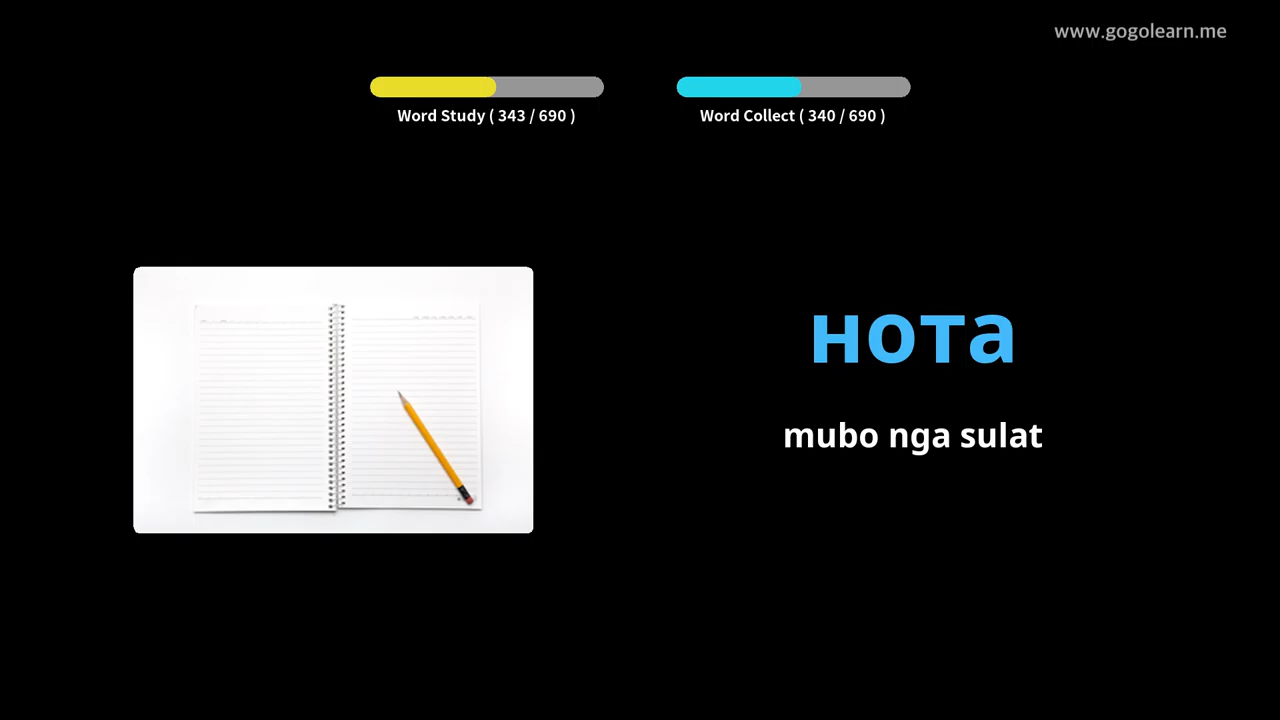 www.gogolearn.me
Word Study ( 343 / 690 )
Word Collect ( 340 / 690 )
нота
mubo nga sulat